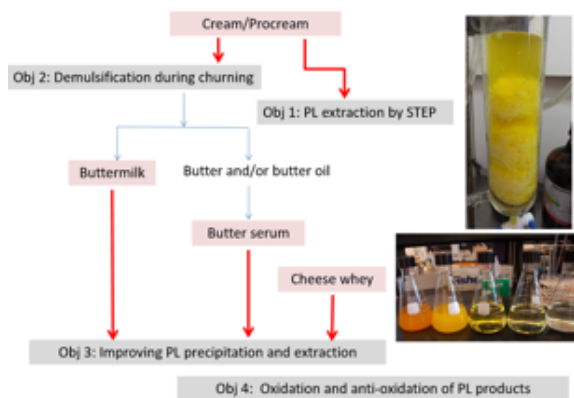 Cream/Procream
Obj 2: Demulsification during churning
Obj 1: PL extraction by STEP
Buttermilk
Butter and/or butter oil
Butter serum
Cheese whey
Obj 3: Improving PL precipitation and extraction
Obj 4: Oxidation and anti-oxidation of PL products